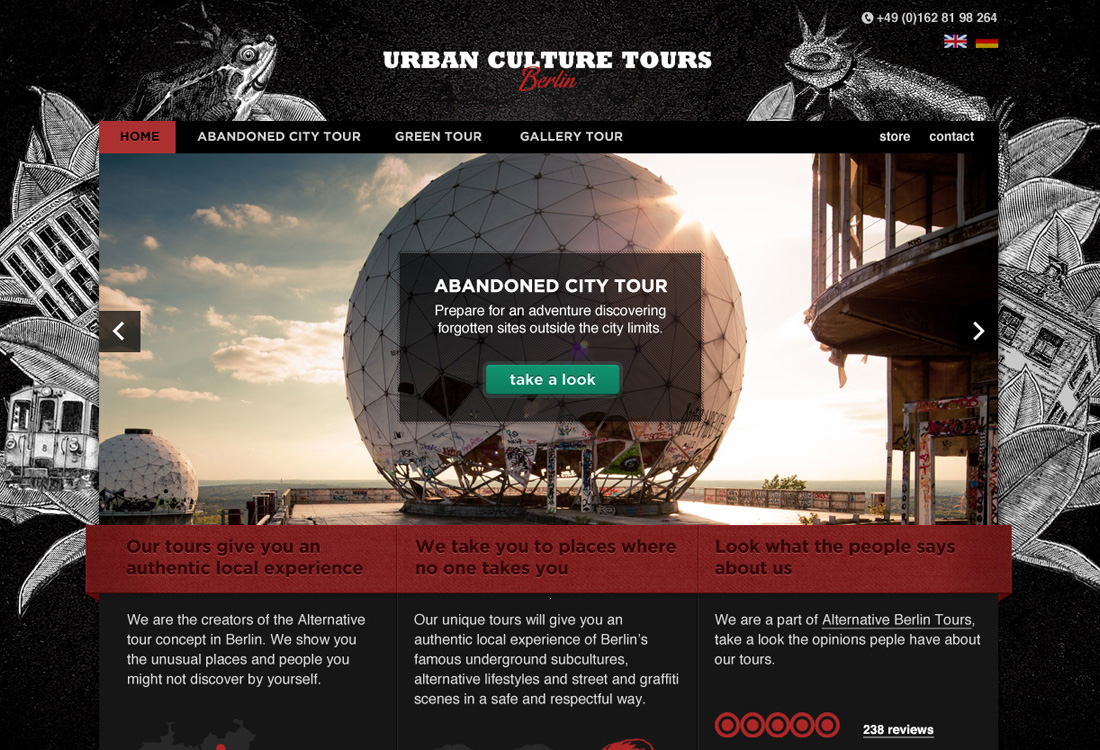 +49 (0)162 81 98 264
URBAN CULTURE TOURS
Berlin
HOME ABANDONED CITY TOUR GREEN TOUR GALLERY TOUR store contact
ABANDONED CITY TOUR
Prepare for an adventure discovering
forgotten sites outside the city limits.
take a look
Our tours give you an
authentic local experience
We are the creators of the Alternative
tour concept in Berlin. We show you
the unusual places and people you
might not discover by yourself.
We take you to places where
no one takes you
Our unique tours will give you an
authentic local experience of Berlin's
famous underground subcultures,
alternative lifestyles and street and graffiti
scenes in a safe and respectful way.
Look what the people says
about us
We are a part of Alternative Berlin Tours,
take a look the opinions peple have about
our tours.
238 reviews